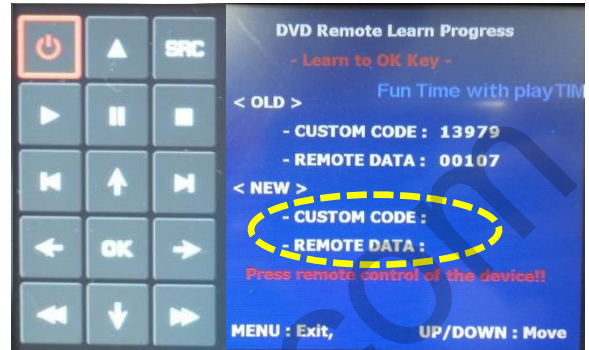 SRC
OK
DVD Remote Learn Progress
- Learn to OK Key -
Fun Time with playTIM
< OLD >
- CUSTOM CODE : 13979
- REMOTE DATA : 00107
< NEW >
- CUSTOM CODE :
- REMOTE DATA :
Press remote control of the device!!
MENU : Exit, UP/DOWN : Move
com